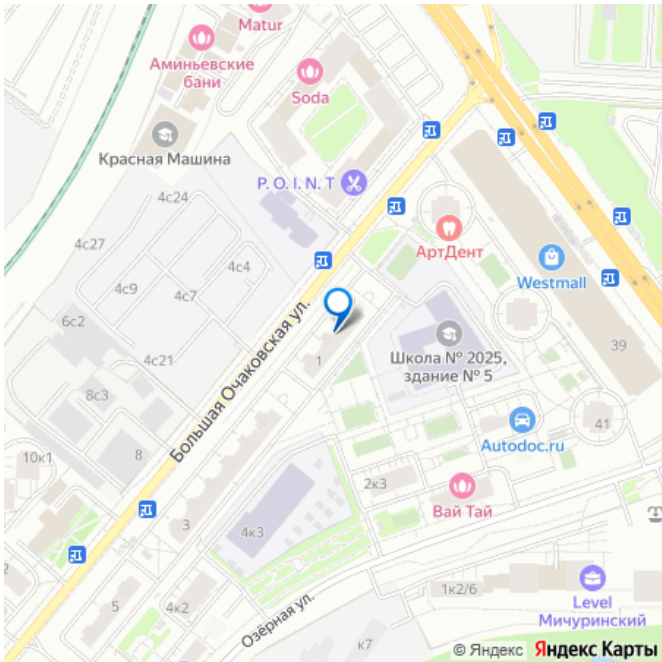 Matur
Аминьевские
бани
Soda
Красная Машина
P. O. I. N. T
4с24
АртДент
4с27
4с4
Westmall
4с9
4с7
6с2
Большая Очаковская ул.
Школа № 2025,
здание № 5
39
1
4с21
8с3
41
Autodoc.ru
10к1
8
2к3
Вай Тай
3
4к3
1к2/6
Level
Мичуринский
5
4к2
Озёрная ул.
к7
© Яндекс Яндекс Карты